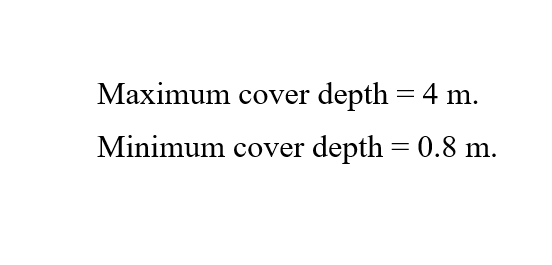 Maximum cover depth = 4 m.
Minimum cover depth = 0.8 m.